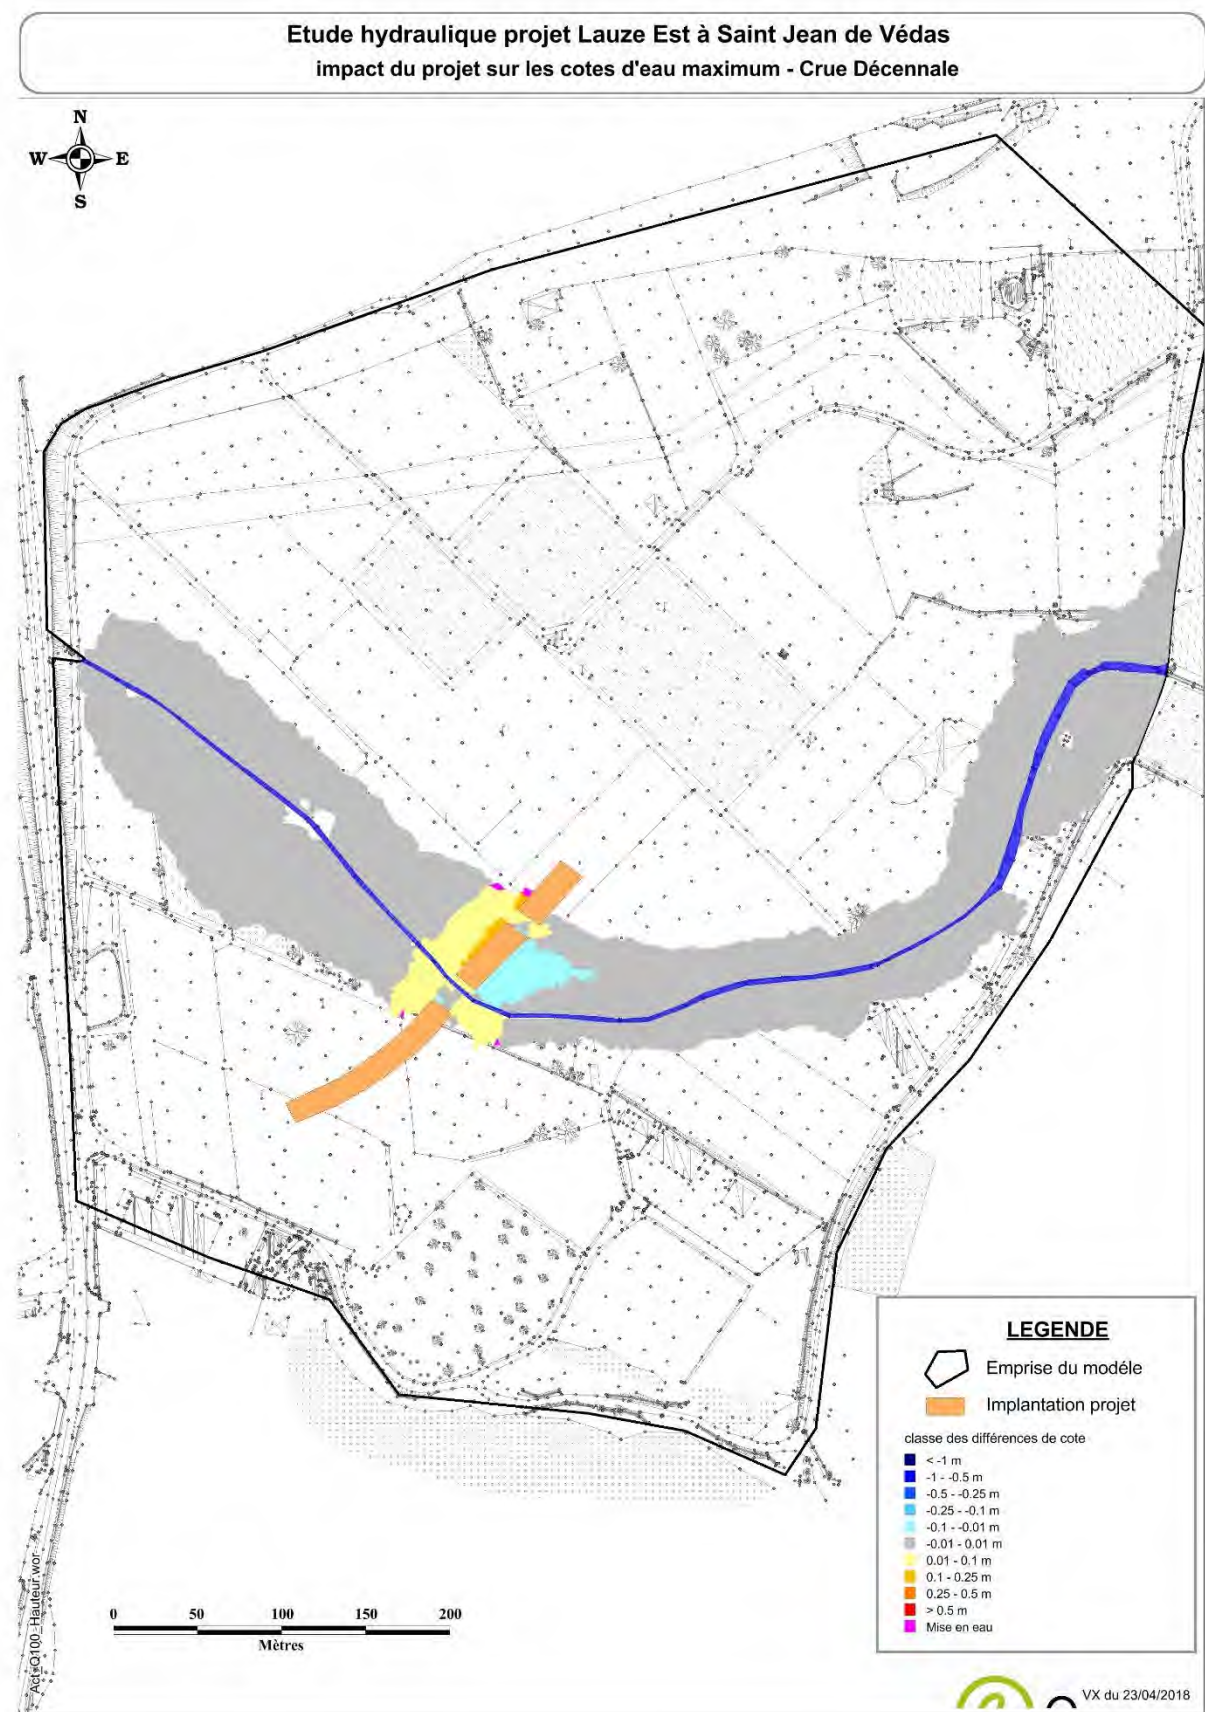 Etude hydraulique projet Lauze Est à Saint Jean de Védas
impact du projet sur les cotes d'eau maximum - Crue Décennale
N
W E
S
LEGENDE
Emprise du modéle
Implantation projet
classe des différences de cote
< -1 m
-1 - -0.5 m
-0.5 - -0.25 m
-0.25 - -0.1 m
-0.1 - -0.01 m
-0.01 - 0.01 m
0.01 - 0.1 m
0.1 - 0.25 m
0.25 - 0.5 m
> 0.5 m
Mise en eau
0 50 100 150 200
Mètres
Act-Q100-Hauteur.wor
VX du 23/04/2018